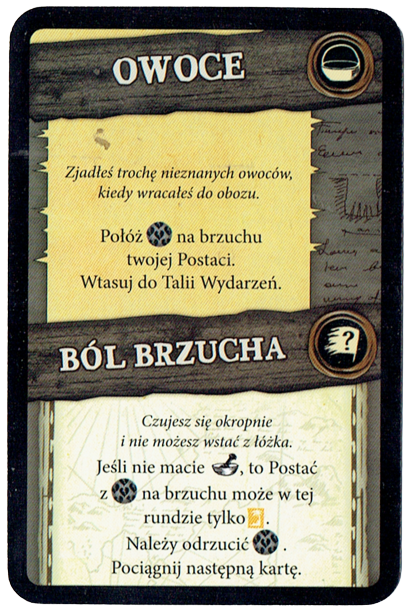 OWOCE
Zjadłeś trochę nieznanych owoców,
kiedy wracałeś do obozu.
Połóż na brzuchu
twojej Postaci.
Wtasuj do Talii Wydarzeń.
BÓL BRZUCHA
?
Czujesz się okropnie
i nie możesz wstać z łóżka.
Jeśli nie macie , to Postać
z na brzuchu może w tej
rundzie tylko .
Należy odrzucić .
Pociągnij następną kartę.